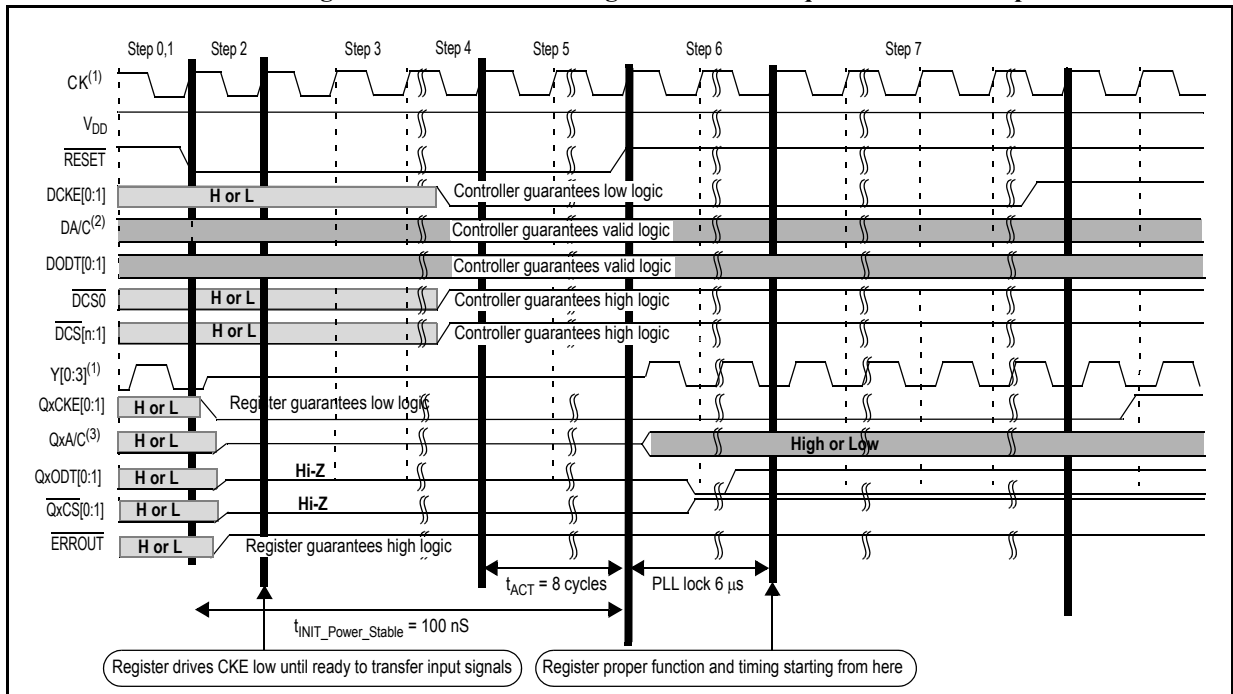 Step 0,1 Step 2 Step 3 Step 4 Step 5 Step 6 Step 7
CK(1)
VDD
RESET
DCKE[0:1] H or L Controller guarantees low logic
DA/C(2) Controller guarantees valid logic
DODT[0:1] Controller guarantees valid logic
DCS0 H or L Controller guarantees high logic
DCS[n:1] H or L Controller guarantees high logic
Y[0:3](1)
QxCKE[0:1] H or L Register guarantees low logic
QxA/C(3) H or L High or Low
QxODT[0:1] H or L Hi-Z
QxCS[0:1] H or L Hi-Z
ERROUT H or L Register guarantees high logic
tACT = 8 cycles PLL lock 6 μs
tINIT_Power_Stable = 100 nS
Register drives CKE low until ready to transfer input signals Register proper function and timing starting from here